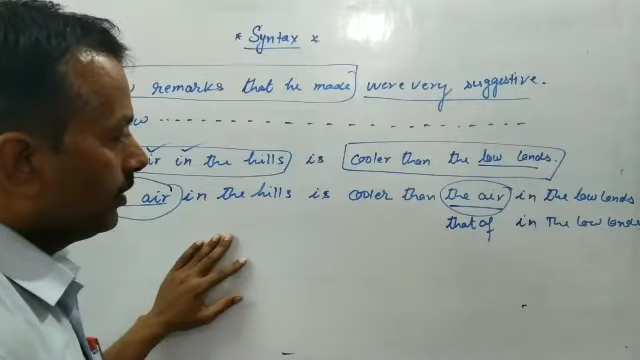 * Syntax *
remarks that he made were very suggestive.
in the hills is cooler than the low lands.
air in the hills is cooler than the air in the low lands
that of in the low lands